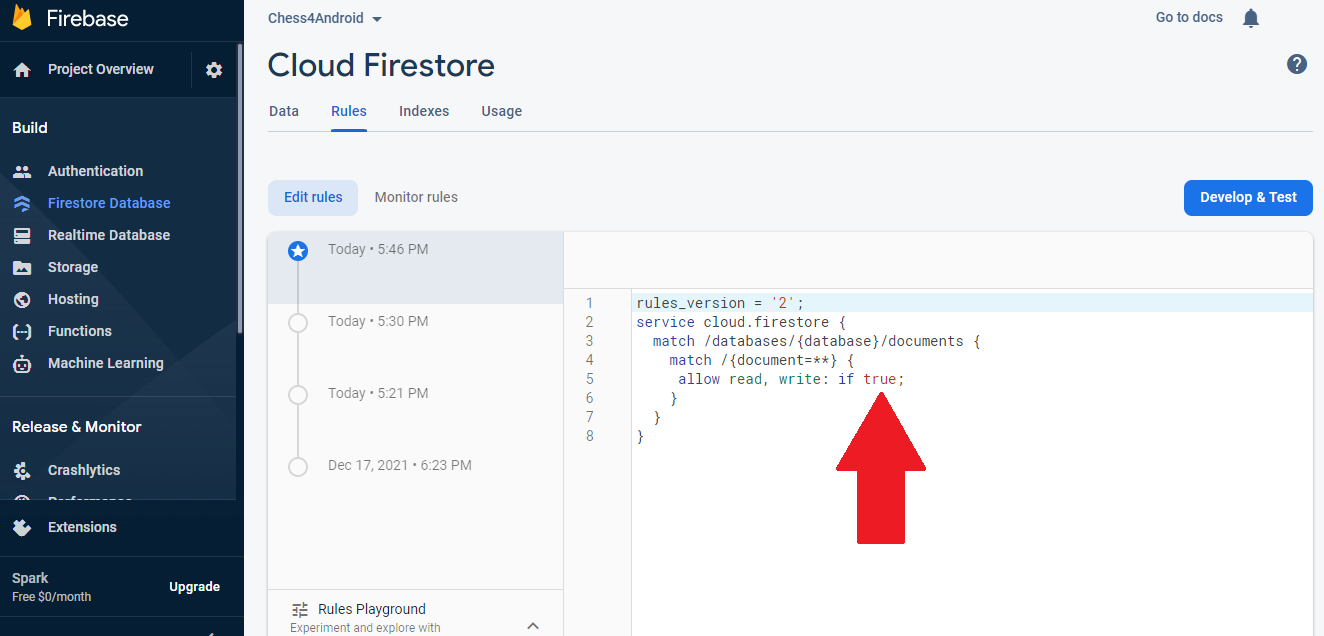 Firebase
Project Overview
Build
Authentication
Firestore Database
Realtime Database
Storage
Hosting
Functions
Machine Learning
Release & Monitor
Crashlytics
Performance
Extensions
Spark
Free $0/month
Upgrade
Chess4Android
Go to docs
Cloud Firestore
?
Data Rules Indexes Usage
Edit rules Monitor rules
Develop & Test
Today • 5:46 PM
Today • 5:30 PM
Today • 5:21 PM
Dec 17, 2021 • 6:23 PM
Rules Playground
Experiment and explore with
1 rules_version = '2';
2 service cloud.firestore {
3   match /databases/{database}/documents {
4     match /{document=**} {
5      allow read, write: if true;
6     }
7   }
8 }